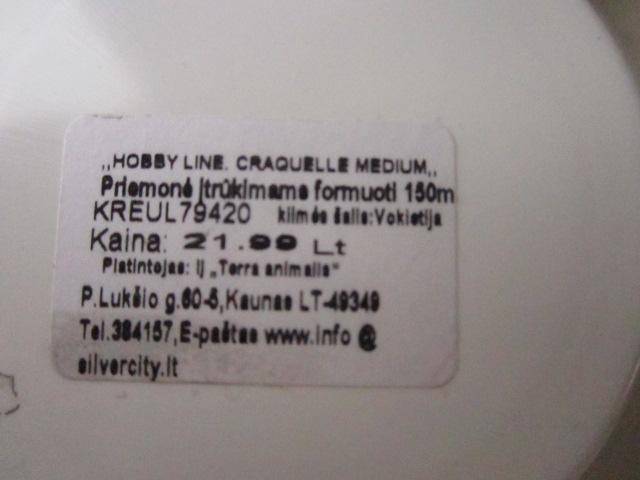 „HOBBY LINE. CRAQUELLE MEDIUM„
Priemonė įtrūkimams formuoti 150m
KREUL79420 kilmės šalis:Vokietija
Kaina: 21.99 Lt
Platintojas: IĮ „Terra animalis"
P.Lukšio g.60-5,Kaunas LT-49349
Tel.384157,E-paštas www.info @
silvercity.lt